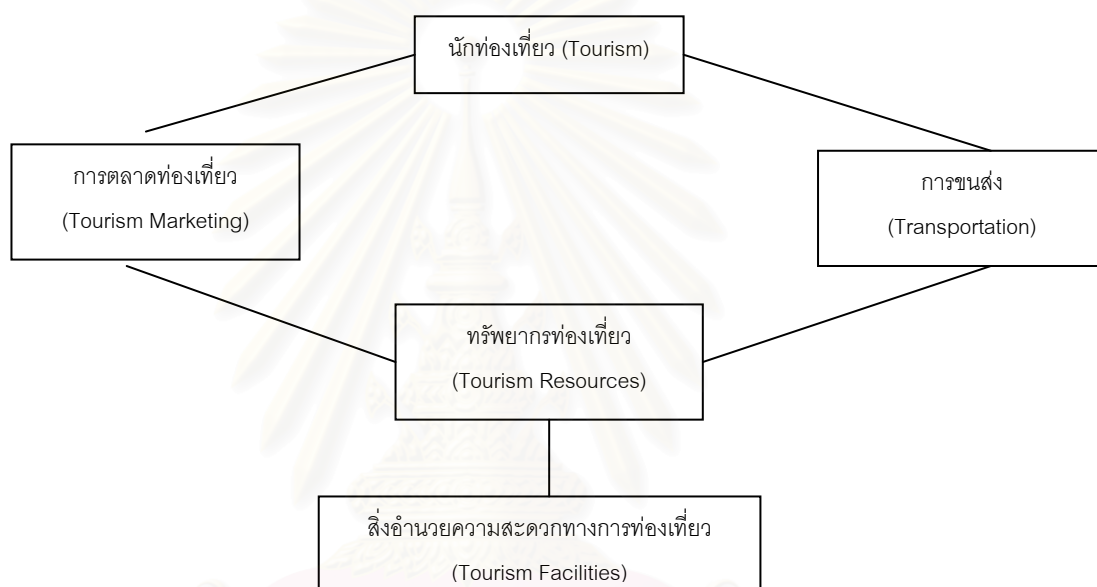 นักท่องเที่ยว (Tourism)
การตลาดท่องเที่ยว
(Tourism Marketing)
การขนส่ง
(Transportation)
ทรัพยากรท่องเที่ยว
(Tourism Resources)
สิ่งอำนวยความสะดวกทางการท่องเที่ยว
(Tourism Facilities)